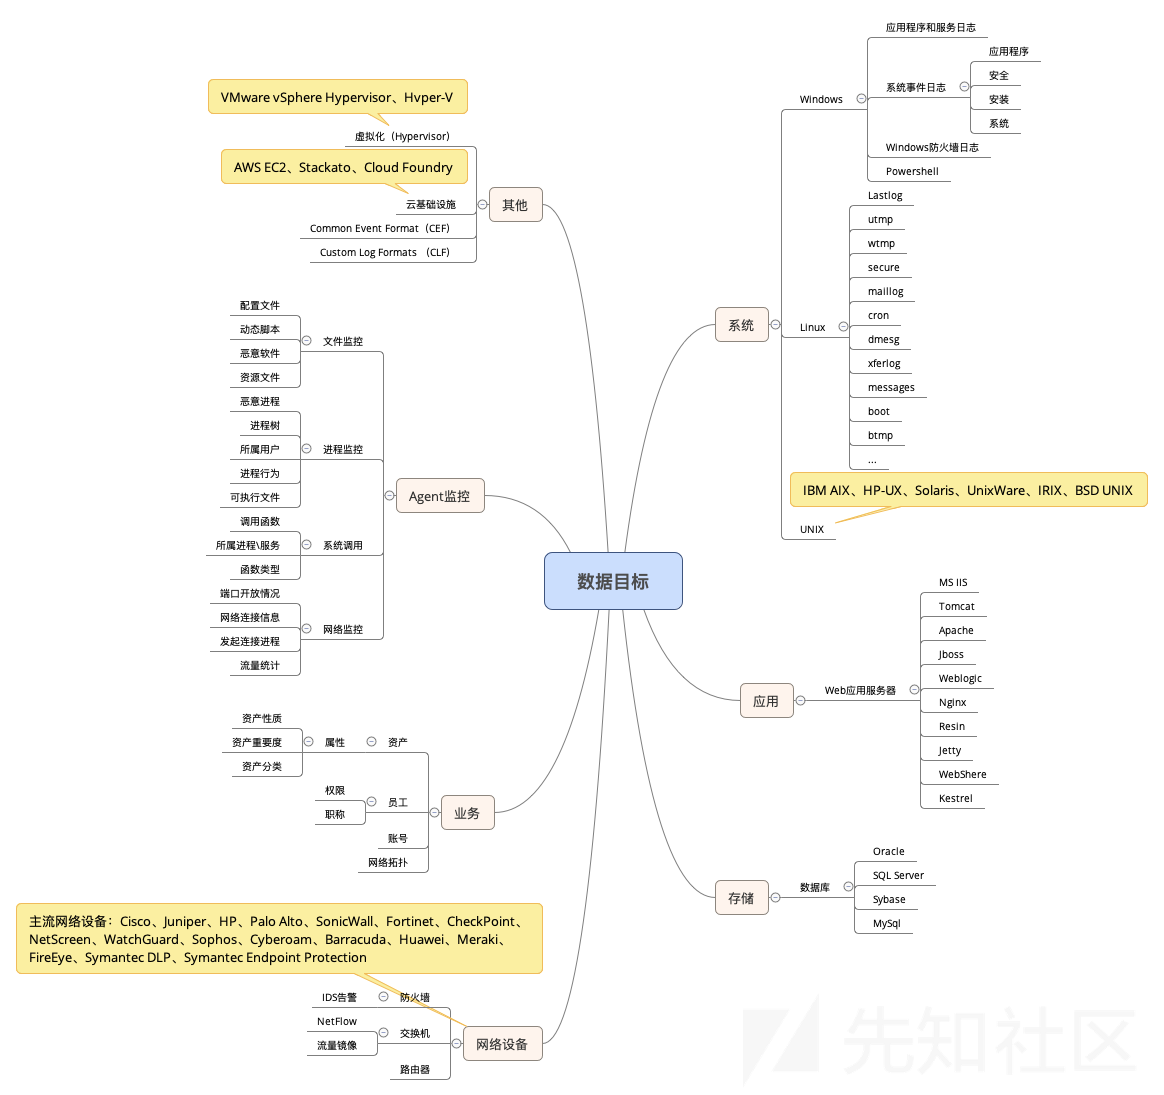 数据目标
系统
Windows
应用程序和服务日志
系统事件日志
应用程序
安全
安装
系统
Windows防火墙日志
Powershell
Linux
Lastlog
utmp
wtmp
secure
maillog
cron
dmesg
xferlog
messages
boot
btmp
...
IBM AIX、HP-UX、Solaris、UnixWare、IRIX、BSD UNIX
UNIX
应用
Web应用服务器
MS IIS
Tomcat
Apache
Jboss
Weblogic
Nginx
Resin
Jetty
WebShere
Kestrel
存储
数据库
Oracle
SQL Server
Sybase
MySql
其他
VMware vSphere Hypervisor、Hvper-V
虚拟化（Hypervisor）
AWS EC2、Stackato、Cloud Foundry
云基础设施
Common Event Format（CEF）
Custom Log Formats （CLF）
Agent监控
文件监控
配置文件
动态脚本
恶意软件
资源文件
进程监控
恶意进程
进程树
所属用户
进程行为
可执行文件
系统调用
调用函数
所属进程\服务
函数类型
网络监控
端口开放情况
网络连接信息
发起连接进程
流量统计
业务
资产
属性
资产性质
资产重要度
资产分类
员工
权限
职称
账号
网络拓扑
主流网络设备：Cisco、Juniper、HP、Palo Alto、SonicWall、Fortinet、CheckPoint、
NetScreen、WatchGuard、Sophos、Cyberoam、Barracuda、Huawei、Meraki、
FireEye、Symantec DLP、Symantec Endpoint Protection
网络设备
防火墙
IDS告警
交换机
NetFlow
流量镜像
路由器
先知社区